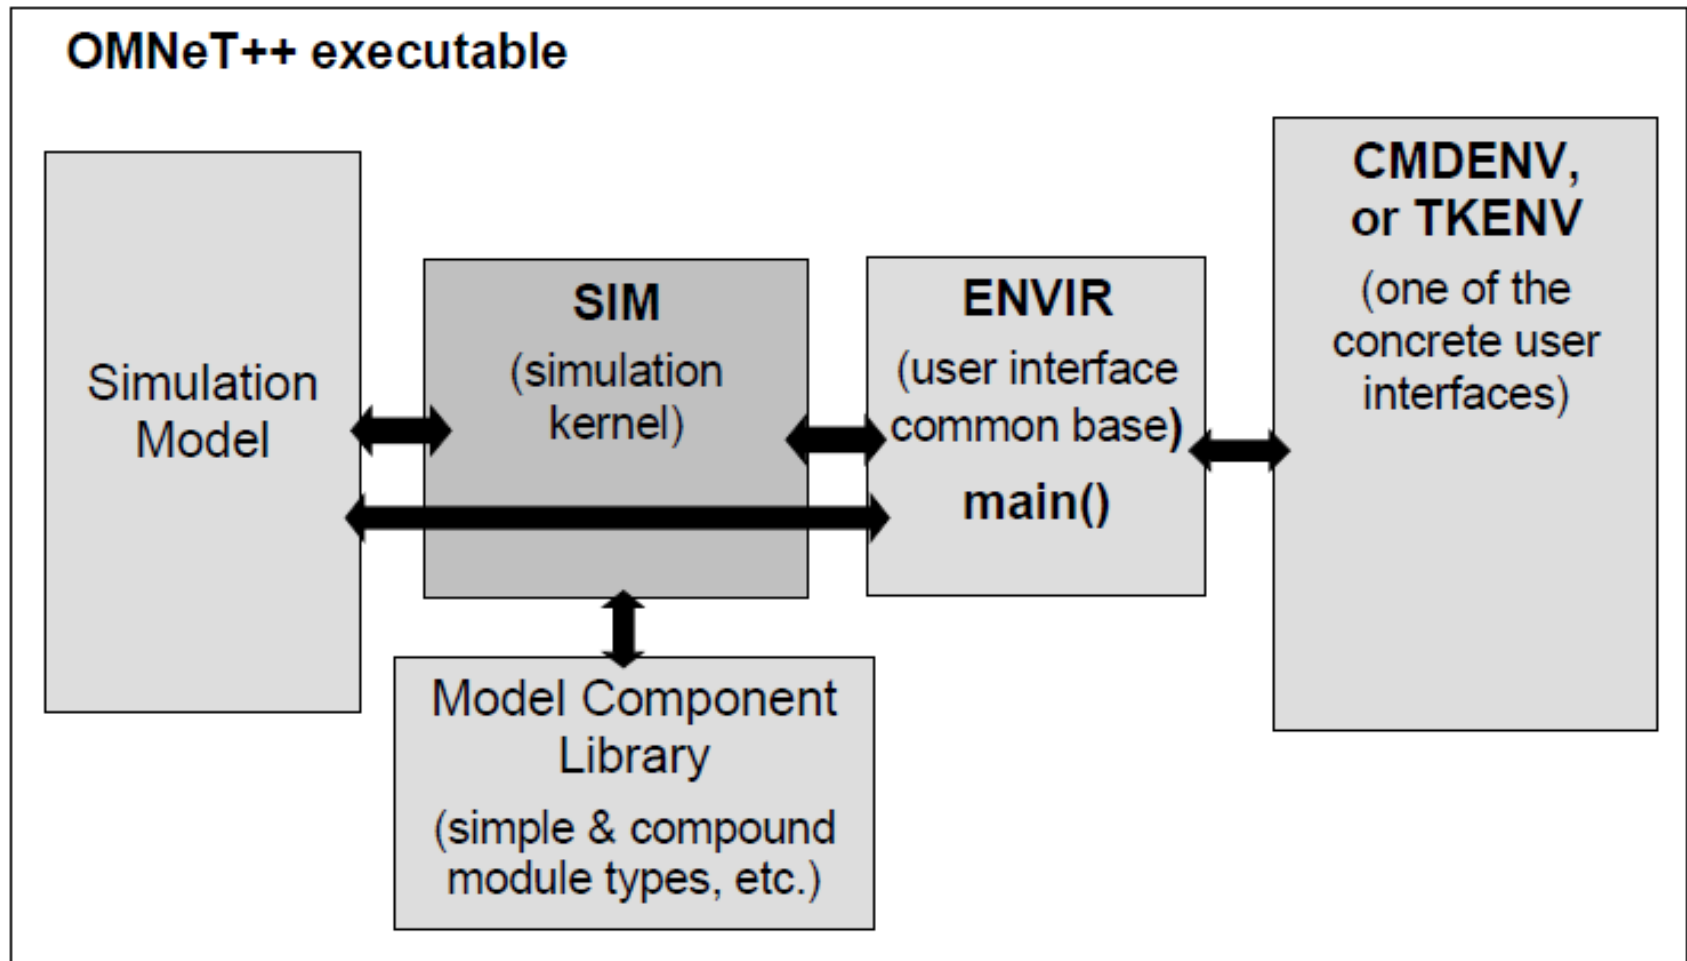 OMNeT++ executable
Simulation
Model
SIM
(simulation
kernel)
ENVIR
(user interface
common base)
main()
CMDENV,
or TKENV
(one of the
concrete user
interfaces)
Model Component
Library
(simple & compound
module types, etc.)